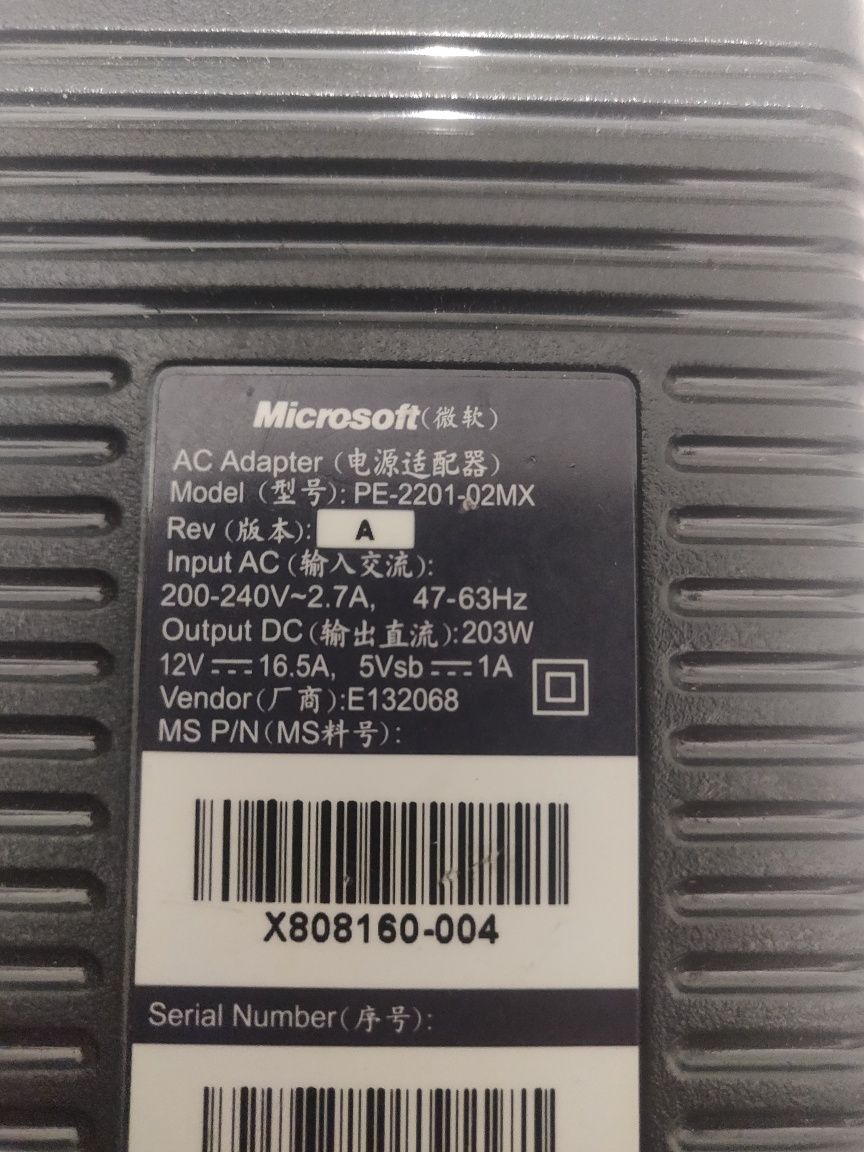 Microsoft(微软)
AC Adapter (电源适配器)
Model (型号): PE-2201-02MX
Rev (版本): A
Input AC (输入交流):
200-240V~2.7A, 47-63Hz
Output DC (输出直流):203W
12V⎓16.5A, 5Vsb⎓1A
Vendor(厂商):E132068
MS P/N(MS料号):
X808160-004
Serial Number(序号):